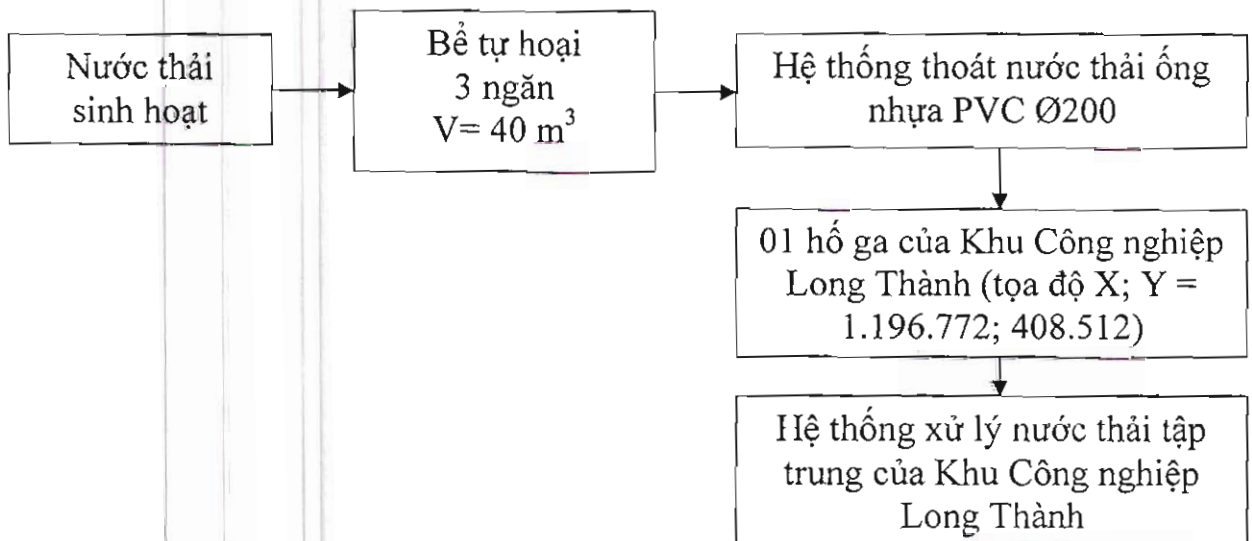 Nước thải
sinh hoạt
Bể tự hoại
3 ngăn
V= 40 m³
Hệ thống thoát nước thải ống
nhựa PVC Ø200
01 hố ga của Khu Công nghiệp
Long Thành (tọa độ X; Y =
1.196.772; 408.512)
Hệ thống xử lý nước thải tập
trung của Khu Công nghiệp
Long Thành